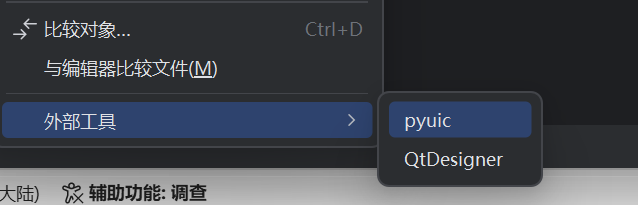 比较对象... Ctrl+D
与编辑器比较文件(M)
外部工具
pyuic
QtDesigner
大陆) 辅助功能: 调查